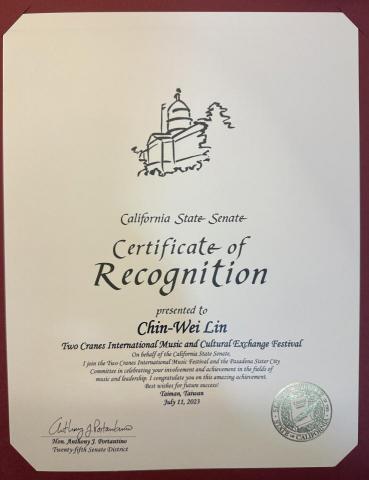 California State Senate
Certificate of
Recognition
presented to
Chin-Wei Lin
Two Cranes International Music and Cultural Exchange Festival
On behalf of the California State Senate,
I join the Two Cranes International Music Festival and the Pasadena Sister City
Committee in celebrating your involvement and achievement in the fields of
music and leadership. I congratulate you on this amazing achievement.
Best wishes for future success!
Tainan, Taiwan
July 11, 2023
Anthony J Portantino
Hon. Anthony J. Portantino
Twenty-fifth Senate District